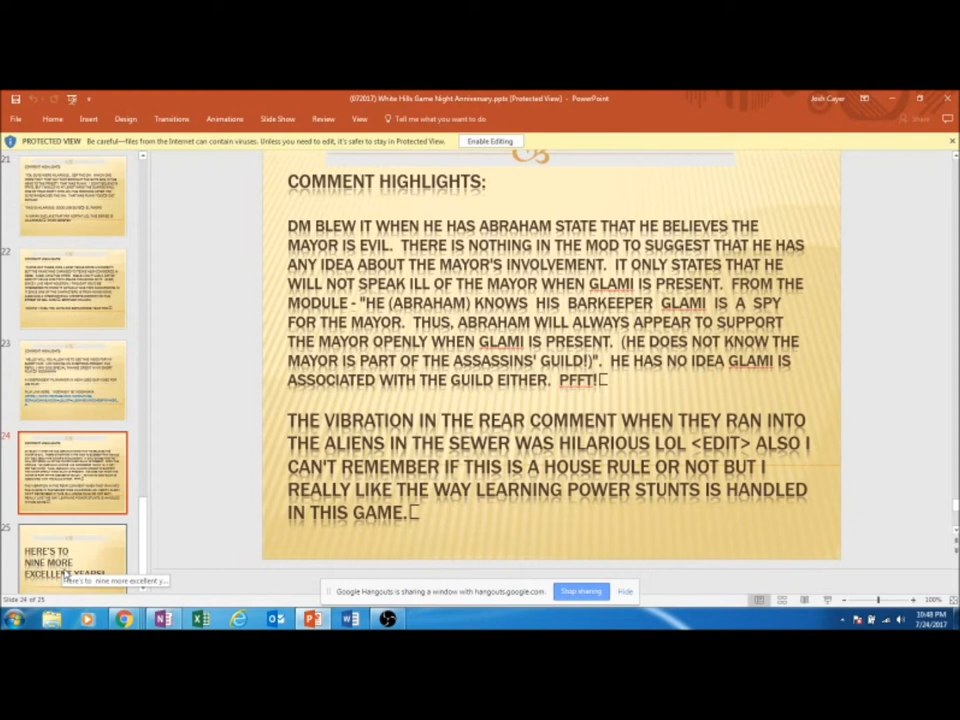 (072017) White Hills Game Night Anniversary.pptx [Protected View] - PowerPoint
Josh Cayer
File Home Insert Design Transitions Animations Slide Show Review View Tell me what you want to do
Share
PROTECTED VIEW Be careful—files from the Internet can contain viruses. Unless you need to edit, it's safer to stay in Protected View. Enable Editing
21
22
23
24
25
HERE'S TO
NINE MORE
EXCELLENT YEARS!
Here's to nine more excellent y...
COMMENT HIGHLIGHTS:
DM BLEW IT WHEN HE HAS ABRAHAM STATE THAT HE BELIEVES THE
MAYOR IS EVIL. THERE IS NOTHING IN THE MOD TO SUGGEST THAT HE HAS
ANY IDEA ABOUT THE MAYOR'S INVOLVEMENT. IT ONLY STATES THAT HE
WILL NOT SPEAK ILL OF THE MAYOR WHEN GLAMI IS PRESENT. FROM THE
MODULE - "HE (ABRAHAM) KNOWS HIS BARKEEPER GLAMI IS A SPY
FOR THE MAYOR. THUS, ABRAHAM WILL ALWAYS APPEAR TO SUPPORT
THE MAYOR OPENLY WHEN GLAMI IS PRESENT. (HE DOES NOT KNOW THE
MAYOR IS PART OF THE ASSASSINS' GUILD!)". HE HAS NO IDEA GLAMI IS
ASSOCIATED WITH THE GUILD EITHER. PFFT!
THE VIBRATION IN THE REAR COMMENT WHEN THEY RAN INTO
THE ALIENS IN THE SEWER WAS HILARIOUS LOL <EDIT> ALSO I
CAN'T REMEMBER IF THIS IS A HOUSE RULE OR NOT BUT I
REALLY LIKE THE WAY LEARNING POWER STUNTS IS HANDLED
IN THIS GAME.
Google Hangouts is sharing a window with hangouts.google.com. Stop sharing Hide
Slide 24 of 25
100%
10:48 PM
7/24/2017